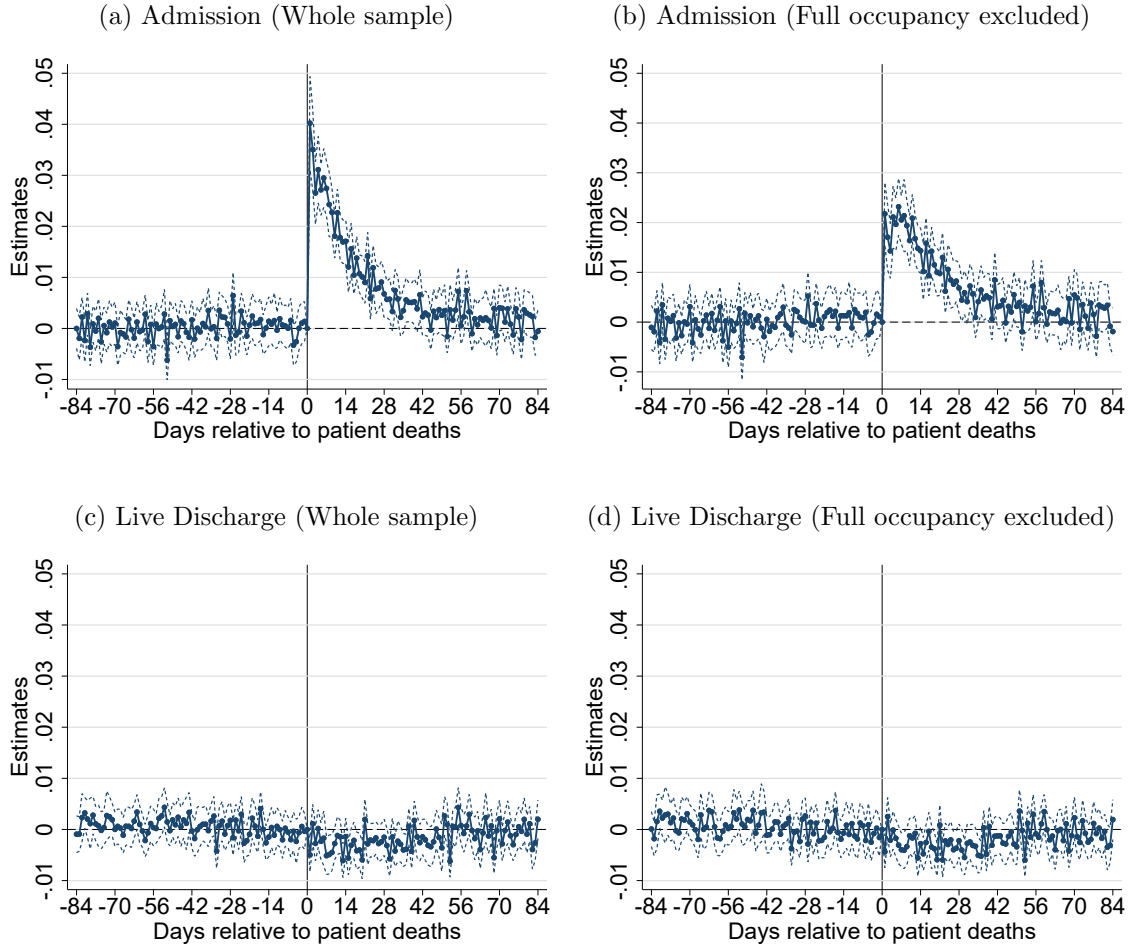 (a) Admission (Whole sample)
(b) Admission (Full occupancy excluded)
Estimates
.05
.04
.03
.02
.01
0
-.01
-84 -70 -56 -42 -28 -14 0 14 28 42 56 70 84
Days relative to patient deaths
Estimates
.05
.04
.03
.02
.01
0
-.01
-84 -70 -56 -42 -28 -14 0 14 28 42 56 70 84
Days relative to patient deaths
(c) Live Discharge (Whole sample)
(d) Live Discharge (Full occupancy excluded)
Estimates
.05
.04
.03
.02
.01
0
-.01
-84 -70 -56 -42 -28 -14 0 14 28 42 56 70 84
Days relative to patient deaths
Estimates
.05
.04
.03
.02
.01
0
-.01
-84 -70 -56 -42 -28 -14 0 14 28 42 56 70 84
Days relative to patient deaths